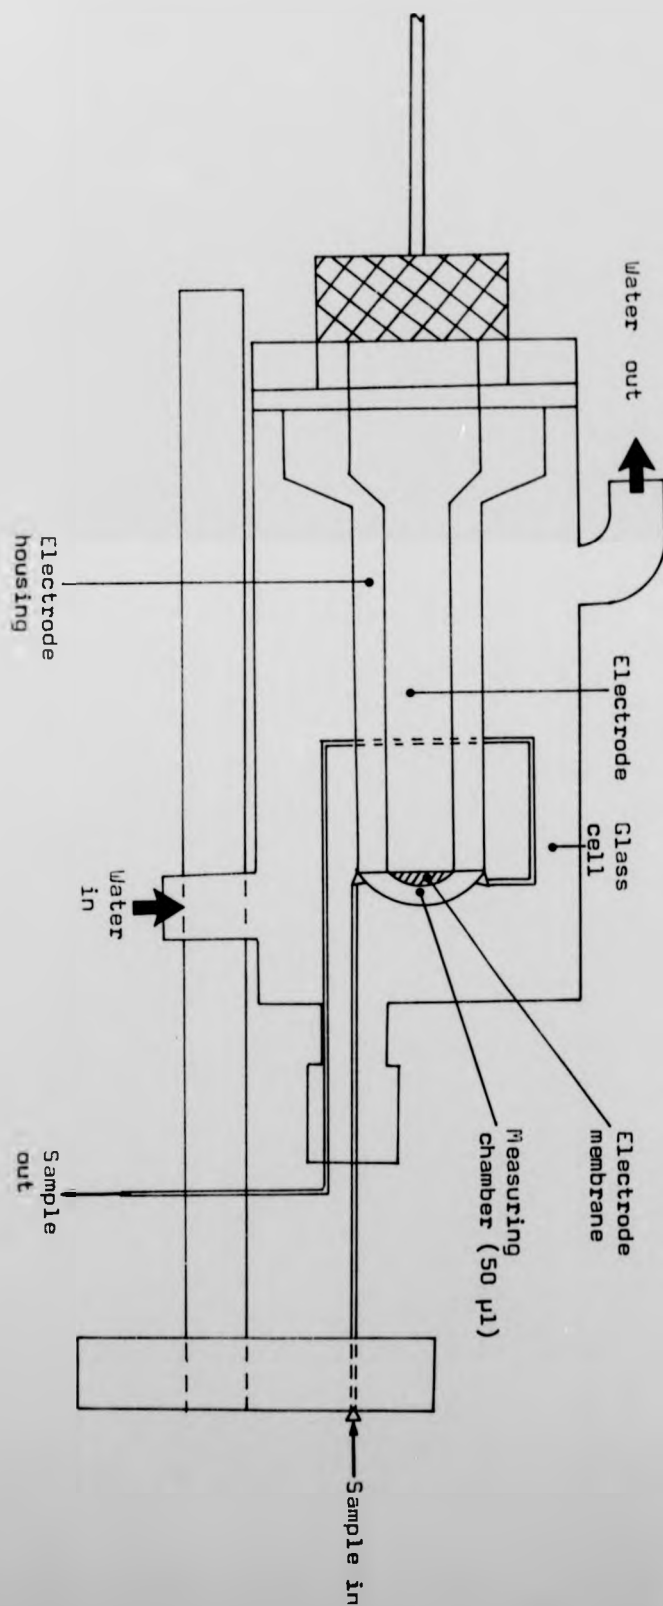 Water out
Electrode
housing
Electrode
Glass
cell
Water
in
Electrode
membrane
Measuring
chamber (50 µl)
Sample
out
Sample in